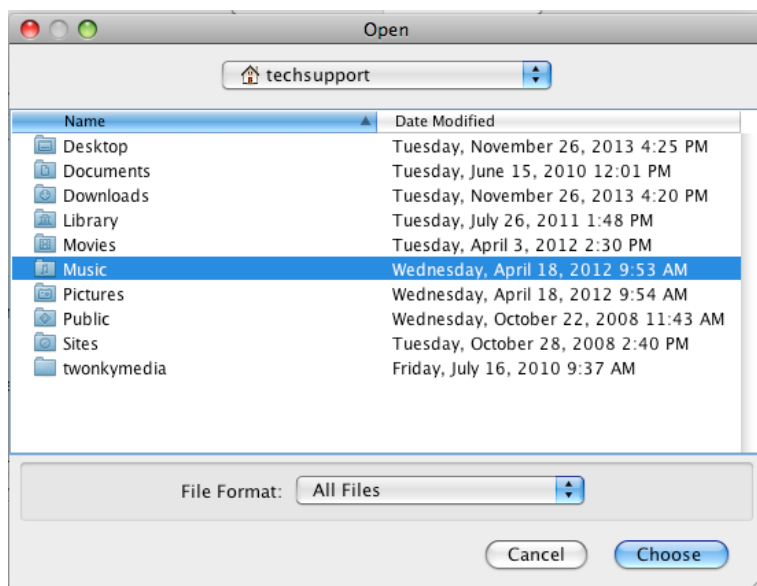 Open
techsupport
Name Date Modified
Desktop Tuesday, November 26, 2013 4:25 PM
Documents Tuesday, June 15, 2010 12:01 PM
Downloads Tuesday, November 26, 2013 4:20 PM
Library Tuesday, July 26, 2011 1:48 PM
Movies Tuesday, April 3, 2012 2:30 PM
Music Wednesday, April 18, 2012 9:53 AM
Pictures Wednesday, April 18, 2012 9:54 AM
Public Wednesday, October 22, 2008 11:43 AM
Sites Tuesday, October 28, 2008 2:40 PM
twonkymedia Friday, July 16, 2010 9:37 AM
File Format: All Files
Cancel Choose